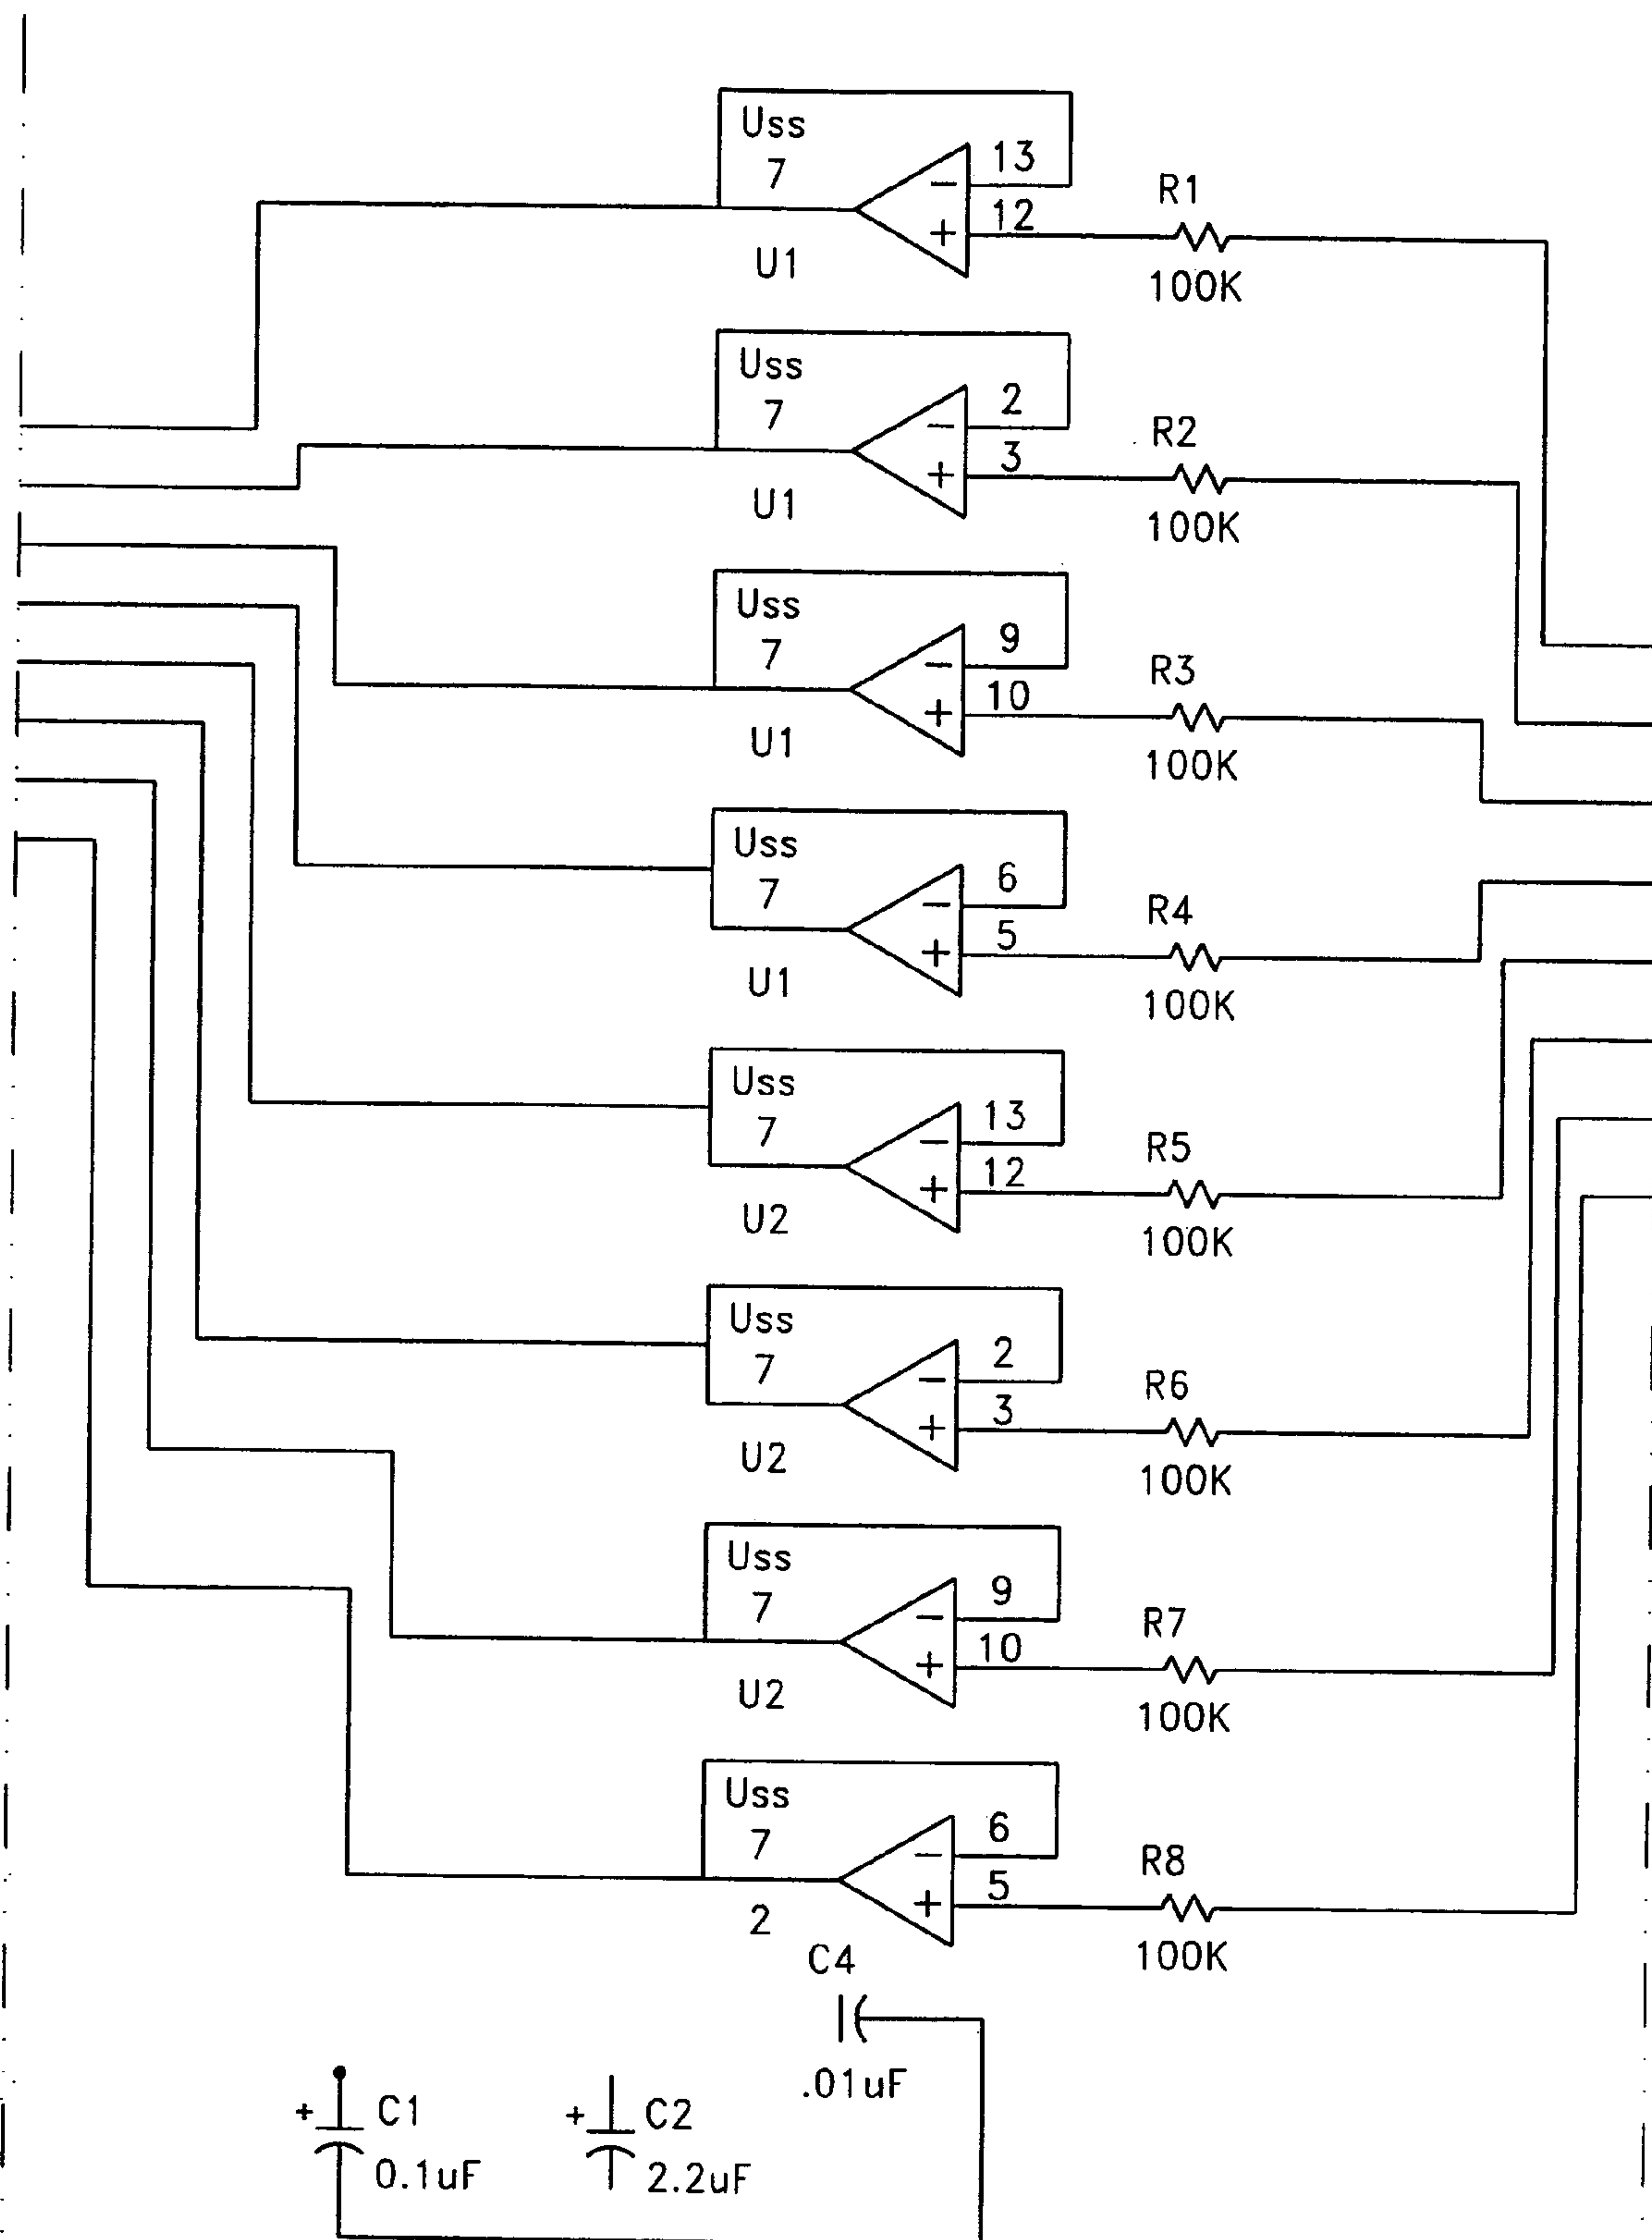 Uss
7
13
−
12
+
R1
U1
100K
Uss
7
2
−
3
+
R2
U1
100K
Uss
7
9
−
10
+
R3
U1
100K
Uss
7
6
−
5
+
R4
U1
100K
Uss
7
13
−
12
+
R5
U2
100K
Uss
7
2
−
3
+
R6
U2
100K
Uss
7
9
−
10
+
R7
U2
100K
Uss
7
6
−
5
+
R8
2
100K
C4
.01uF
+
C1
0.1uF
+
C2
2.2uF